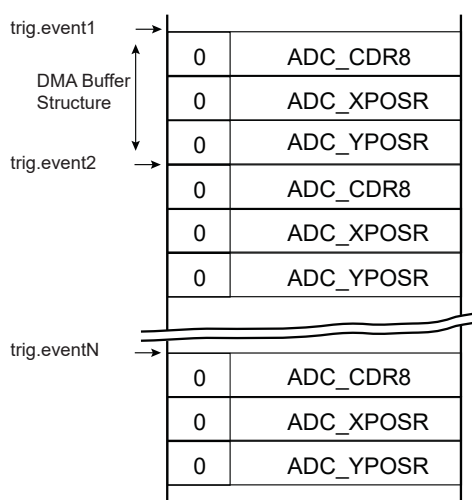 trig.event1
0 ADC_CDR8
DMA Buffer
Structure
0 ADC_XPOSR
0 ADC_YPOSR
trig.event2
0 ADC_CDR8
0 ADC_XPOSR
0 ADC_YPOSR
trig.eventN
0 ADC_CDR8
0 ADC_XPOSR
0 ADC_YPOSR